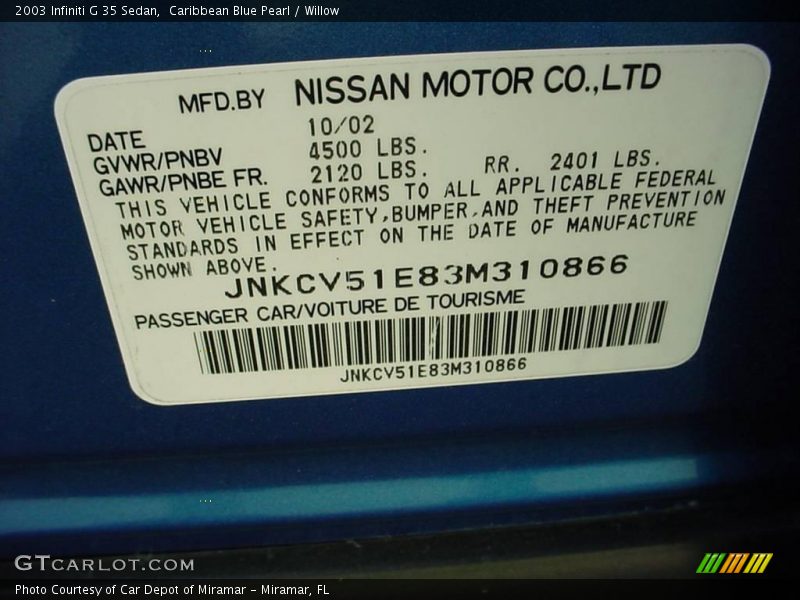 2003 Infiniti G 35 Sedan,  Caribbean Blue Pearl / Willow
MFD.BY NISSAN MOTOR CO.,LTD
DATE 10/02
GVWR/PNBV 4500 LBS.
GAWR/PNBE FR. 2120 LBS. RR. 2401 LBS.
THIS VEHICLE CONFORMS TO ALL APPLICABLE FEDERAL
MOTOR VEHICLE SAFETY,BUMPER,AND THEFT PREVENTION
STANDARDS IN EFFECT ON THE DATE OF MANUFACTURE
SHOWN ABOVE.
JNKCV51E83M310866
PASSENGER CAR/VOITURE DE TOURISME
JNKCV51E83M310866
GTCARLOT.COM
Photo Courtesy of Car Depot of Miramar - Miramar, FL